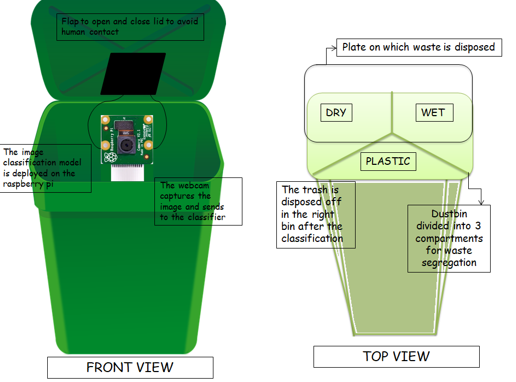 Flap to open and close lid to avoid
human contact
The image
classification model
is deployed on the
raspberry pi
The webcam
captures the
image and sends
to the classifier
FRONT VIEW
Plate on which waste is disposed
DRY
WET
PLASTIC
The trash is
disposed off
in the right
bin after the
classification
Dustbin
divided into 3
compartments
for waste
segregation
TOP VIEW